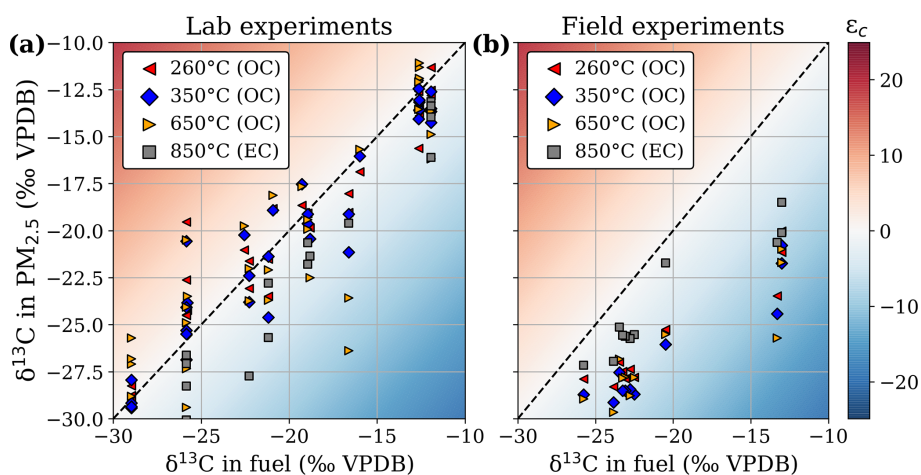 Lab experiments
Field experiments
(a)
(b)
ε_c
−10.0
−12.5
−15.0
−17.5
−20.0
−22.5
−25.0
−27.5
−30.0
δ¹³C in PM₂.₅ (‰ VPDB)
260°C (OC)
350°C (OC)
650°C (OC)
850°C (EC)
260°C (OC)
350°C (OC)
650°C (OC)
850°C (EC)
20
10
0
−10
−20
−30 −25 −20 −15 −10
−30 −25 −20 −15 −10
δ¹³C in fuel (‰ VPDB)
δ¹³C in fuel (‰ VPDB)